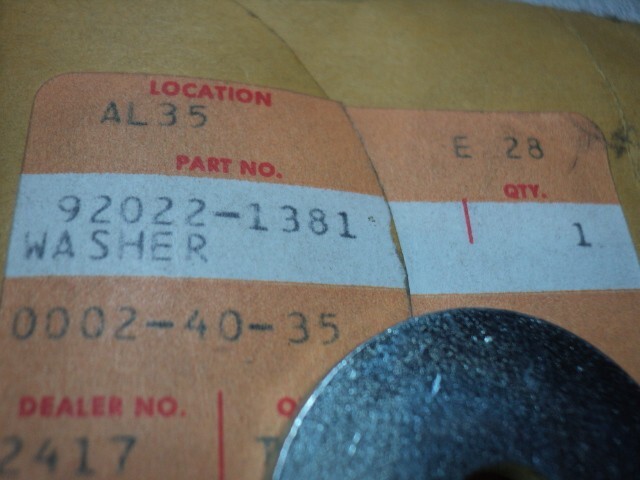 LOCATION
AL35 E 28
PART NO. QTY.
92022-1381 1
WASHER
0002-40-35
DEALER NO.
2417